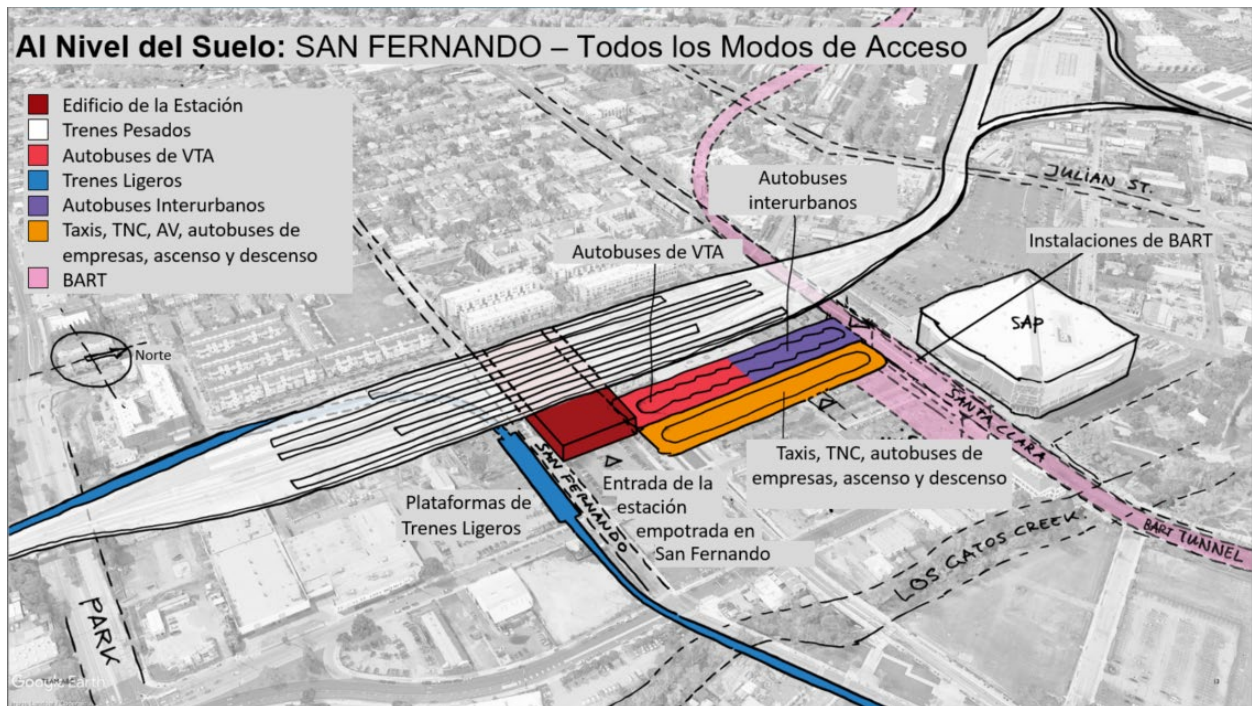 Al Nivel del Suelo: SAN FERNANDO – Todos los Modos de Acceso
Edificio de la Estación
Trenes Pesados
Autobuses de VTA
Trenes Ligeros
Autobuses Interurbanos
Taxis, TNC, AV, autobuses de
empresas, ascenso y descenso
BART
Autobuses
interurbanos
JULIAN ST.
Autobuses de VTA
Instalaciones de BART
SAP
Norte
SANTA CLARA
SAN FERNANDO
Taxis, TNC, autobuses de
empresas, ascenso y descenso
Plataformas de
Trenes Ligeros
Entrada de la
estación
empotrada en
San Fernando
BART TUNNEL
LOS GATOS CREEK
PARK
Google Earth
13